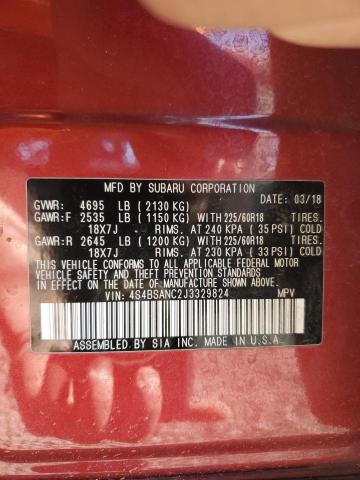 MFD BY SUBARU CORPORATION
GVWR: 4695 LB (2130 KG) DATE: 03/18
GAWR:F 2535 LB (1150 KG) WITH 225/60R18 TIRES.
18X7J RIMS. AT 240 KPA (35 PSI) COLD
GAWR:R 2645 LB (1200 KG) WITH 225/60R18 TIRES.
18X7J RIMS. AT 230 KPA (33 PSI) COLD
THIS VEHICLE CONFORMS TO ALL APPLICABLE FEDERAL MOTOR
VEHICLE SAFETY, BUMPER AND THEFT PREVENTION STANDARDS
IN EFFECT ON THE DATE OF MANUFACTURE SHOWN ABOVE.
VIN: 4S4BSANC2J3329824 MPV
ASSEMBLED BY SIA INC. MADE IN U.S.A.